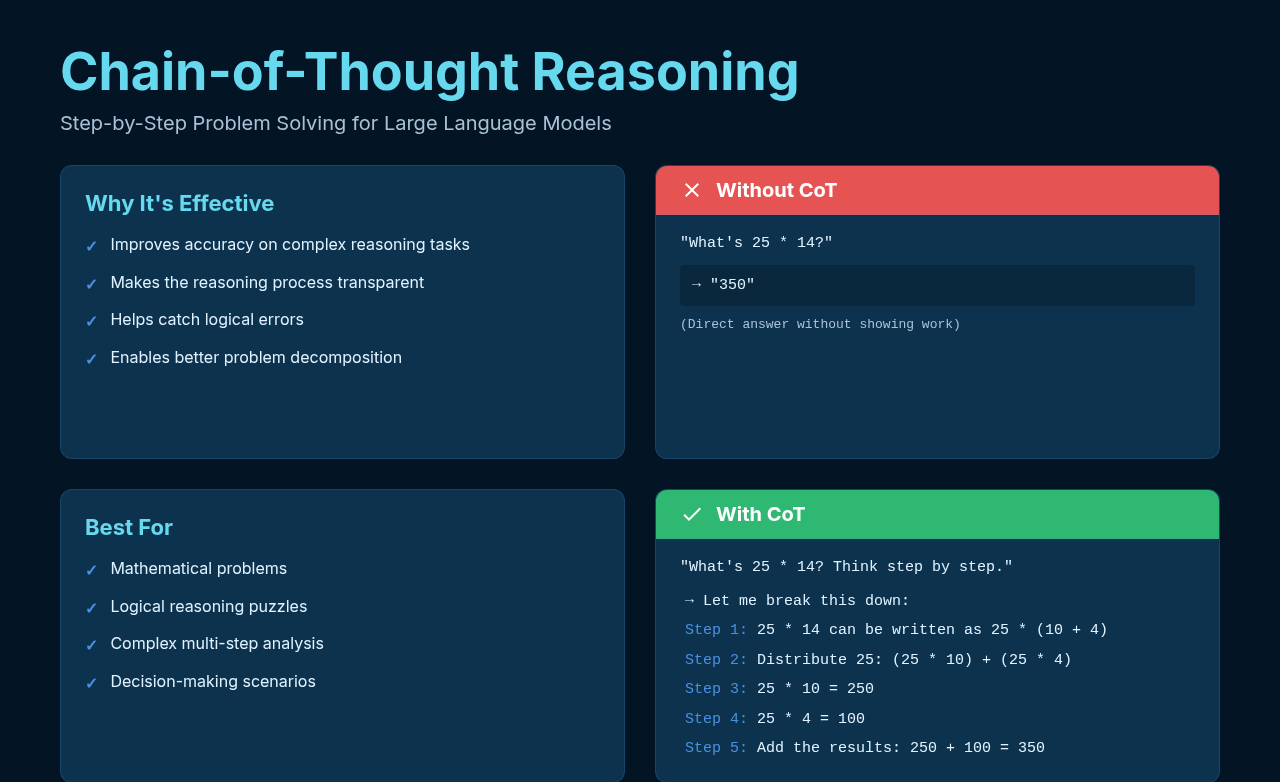 Chain-of-Thought Reasoning
Step-by-Step Problem Solving for Large Language Models
Why It's Effective
✓ Improves accuracy on complex reasoning tasks
✓ Makes the reasoning process transparent
✓ Helps catch logical errors
✓ Enables better problem decomposition
Without CoT
"What's 25 * 14?"
→ "350"
(Direct answer without showing work)
Best For
✓ Mathematical problems
✓ Logical reasoning puzzles
✓ Complex multi-step analysis
✓ Decision-making scenarios
With CoT
"What's 25 * 14? Think step by step."
→ Let me break this down:
Step 1: 25 * 14 can be written as 25 * (10 + 4)
Step 2: Distribute 25: (25 * 10) + (25 * 4)
Step 3: 25 * 10 = 250
Step 4: 25 * 4 = 100
Step 5: Add the results: 250 + 100 = 350